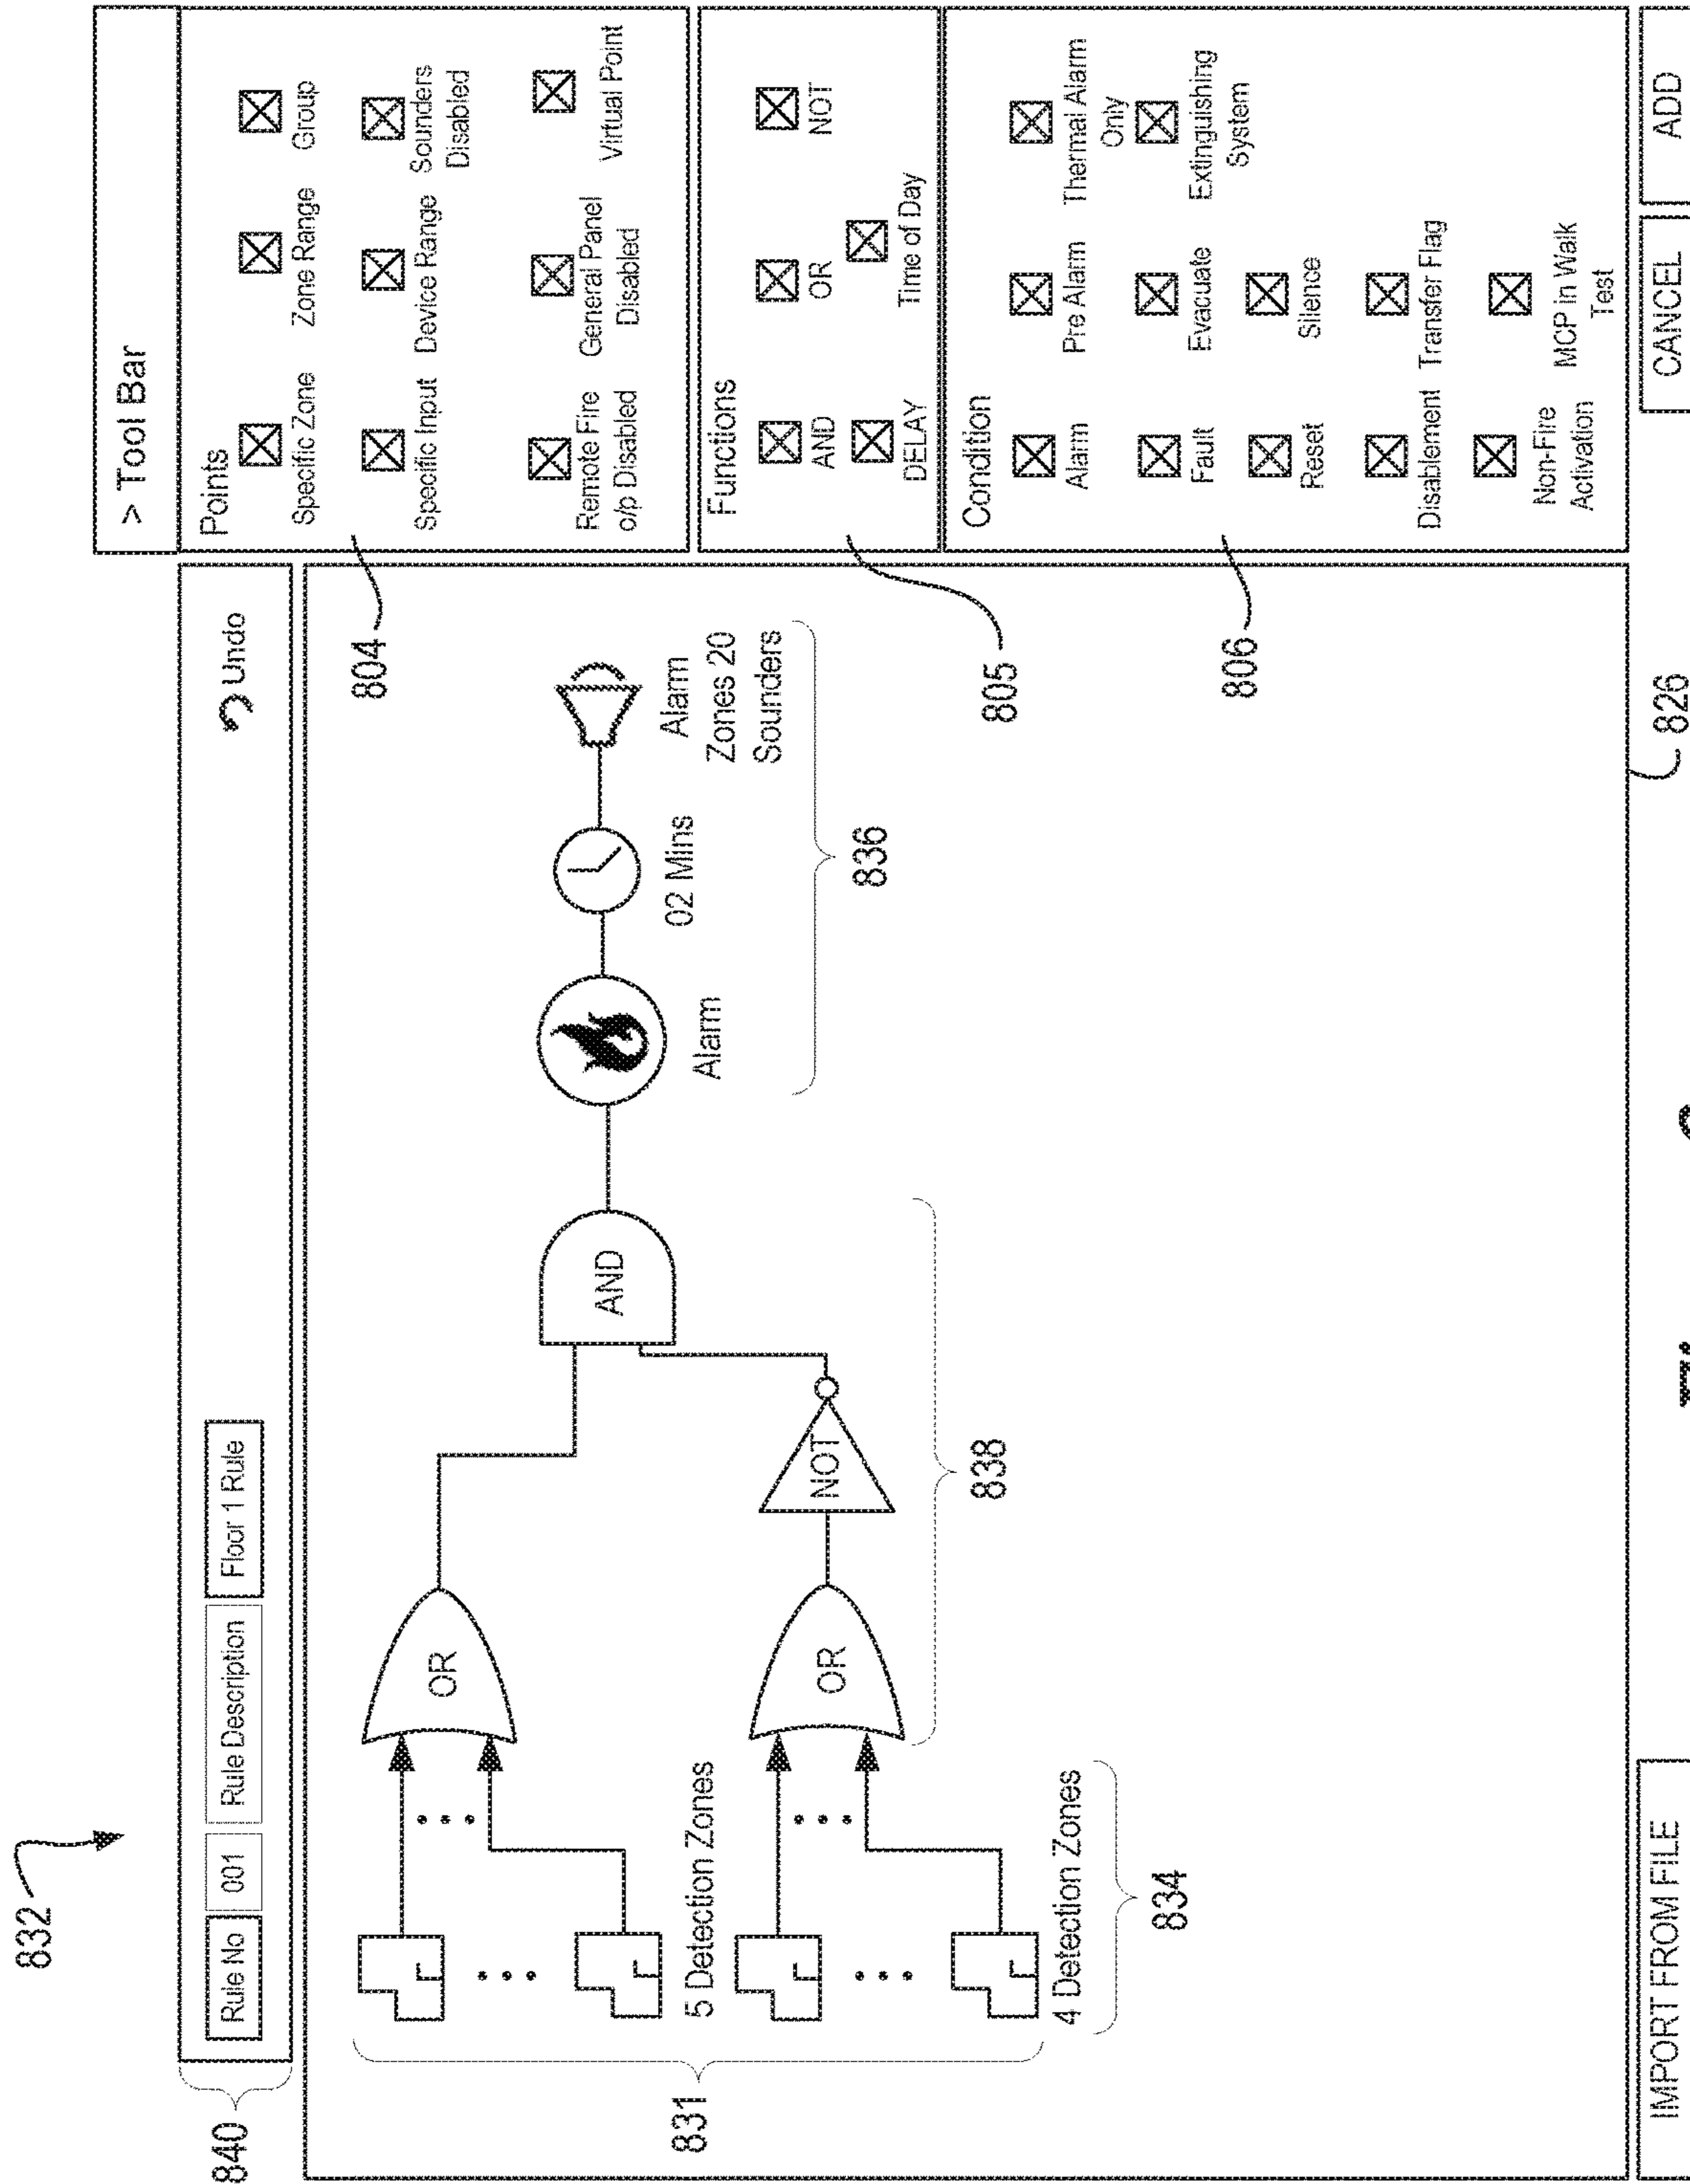 832
840
Rule No
001
Rule Description
Floor 1 Rule
Undo
> Tool Bar
831
OR
5 Detection Zones
OR
4 Detection Zones
834
NOT
AND
838
Alarm
02 Mins
Alarm
Zones 20
Sounders
836
804
805
806
826
Points
Specific Zone
Zone Range
Group
Specific Input
Device Range
Sounders
Disabled
Remote Fire
o/p Disabled
General Panel
Disabled
Virtual Point
Functions
AND
OR
NOT
DELAY
Time of Day
Condition
Alarm
Pre Alarm
Thermal Alarm
Only
Fault
Evacuate
Extinguishing
System
Reset
Silence
Disablement
Transfer Flag
Non-Fire
Activation
MCP in Walk
Test
IMPORT FROM FILE
CANCEL
ADD